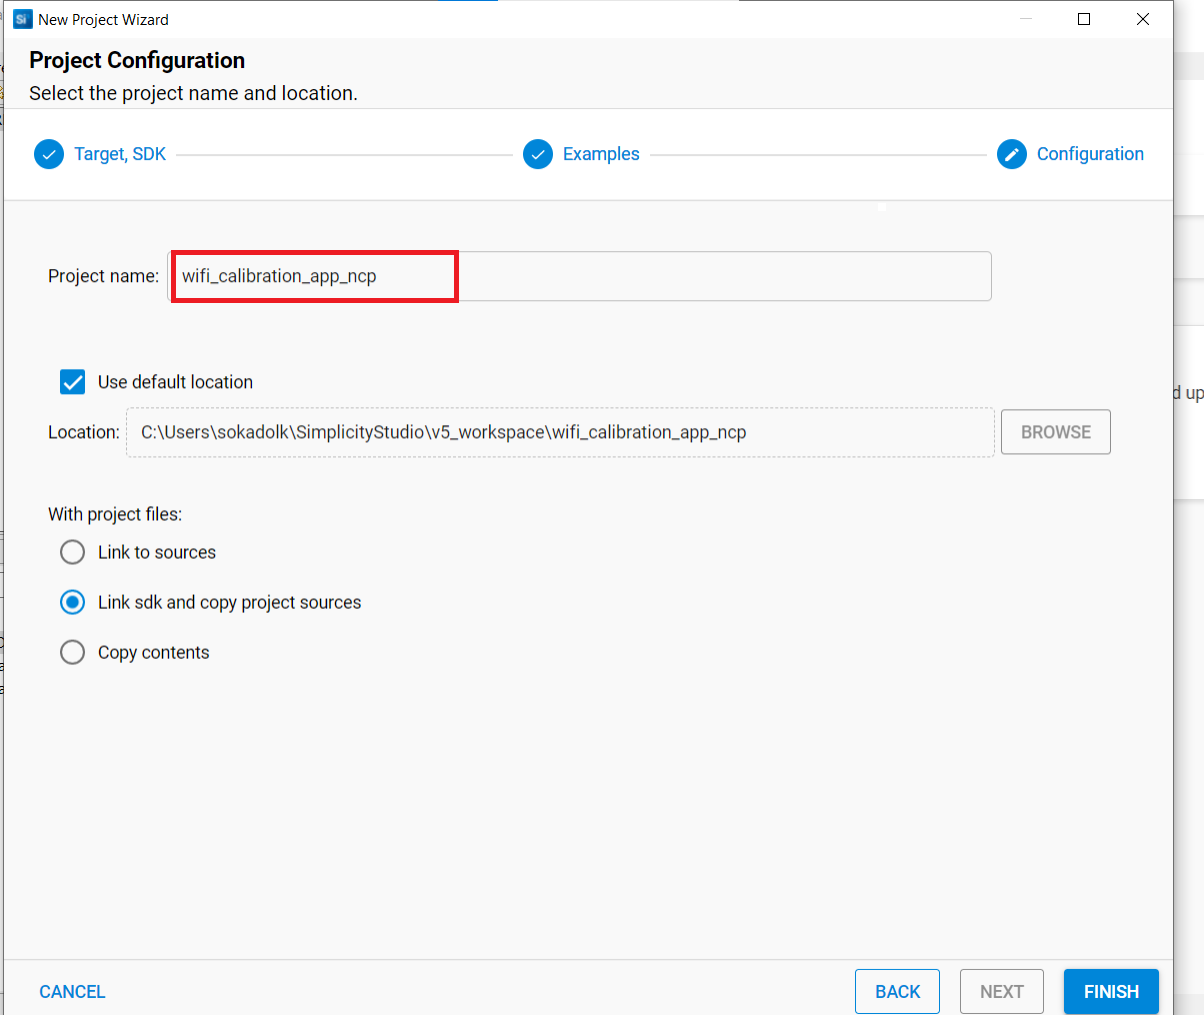 Si New Project Wizard
Project Configuration
Select the project name and location.
Target, SDK
Examples
Configuration
Project name: wifi_calibration_app_ncp
Use default location
d up
Location: C:\Users\sokadolk\SimplicityStudio\v5_workspace\wifi_calibration_app_ncp BROWSE
With project files:
Link to sources
Link sdk and copy project sources
Copy contents
CANCEL BACK NEXT FINISH